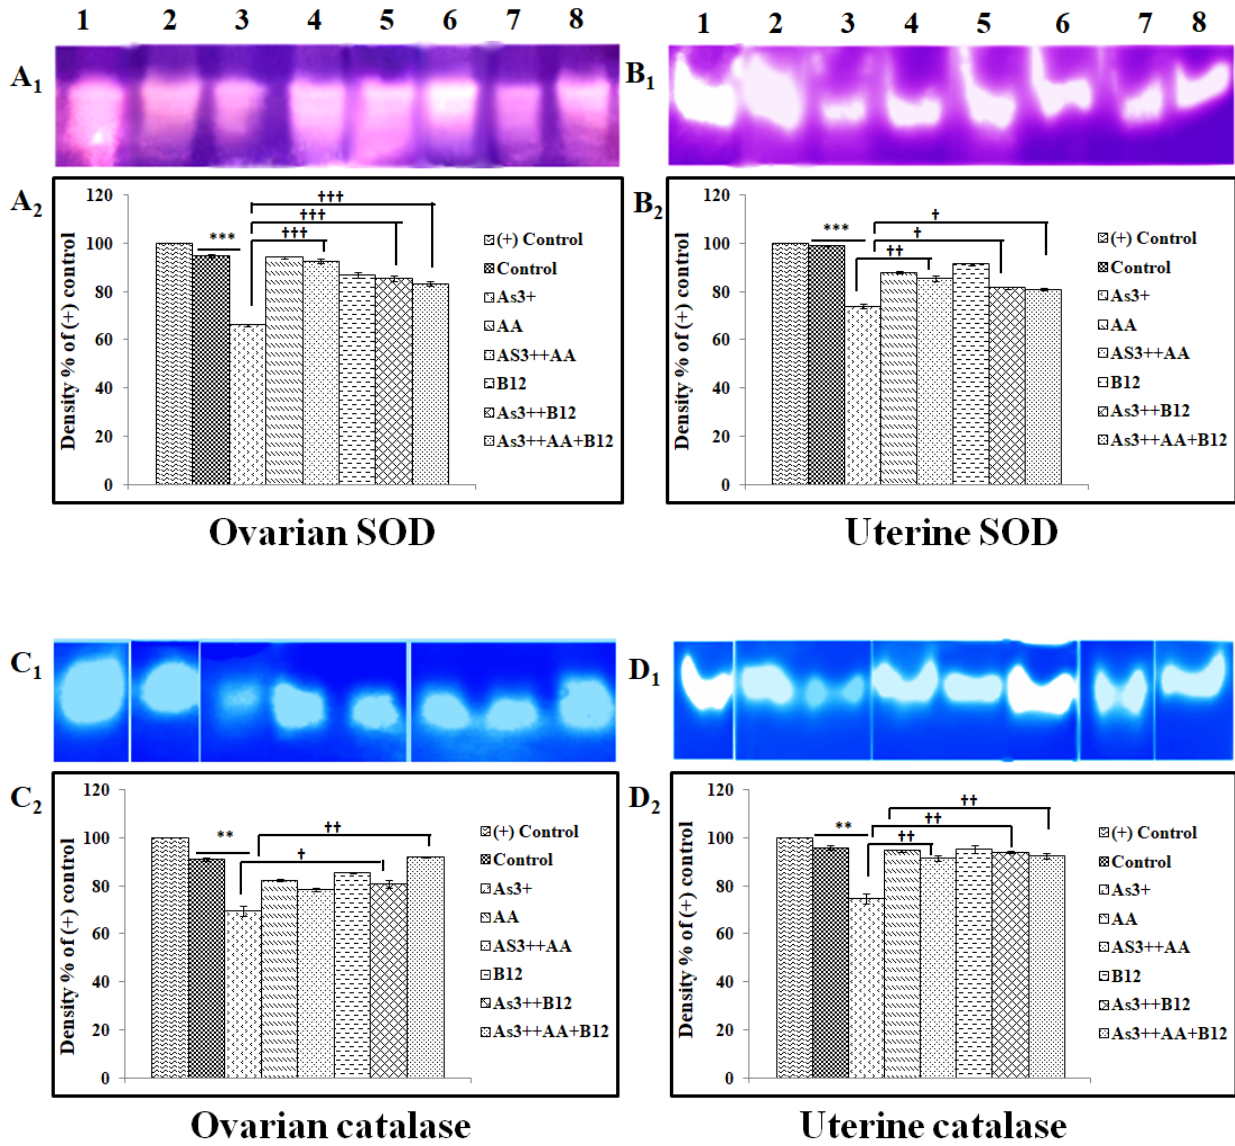 1 2 3 4 5 6 7 8
A1
1 2 3 4 5 6 7 8
B1
A2
Density % of (+) control
120
100
80
60
40
20
0
***
†††
†††
†††
(+) Control
Control
As3+
AA
AS3++AA
B12
As3++B12
As3++AA+B12
Ovarian SOD
B2
Density % of (+) control
120
100
80
60
40
20
0
***
††
†
†
(+) Control
Control
As3+
AA
AS3++AA
B12
As3++B12
As3++AA+B12
Uterine SOD
C1
D1
C2
Density % of (+) control
120
100
80
60
40
20
0
**
†
††
(+) Control
Control
As3+
AA
AS3++AA
B12
As3++B12
As3++AA+B12
Ovarian catalase
D2
Density % of (+) control
120
100
80
60
40
20
0
**
††
††
††
(+) Control
Control
As3+
AA
AS3++AA
B12
As3++B12
As3++AA+B12
Uterine catalase